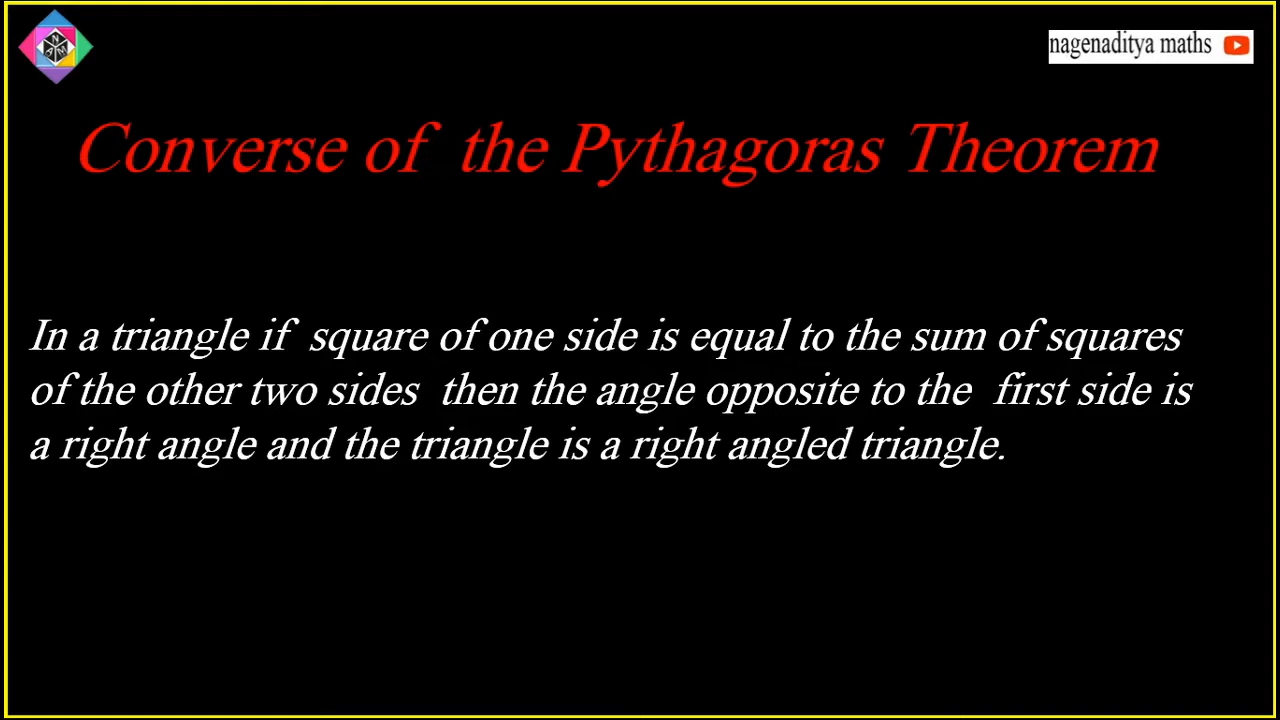 N
A M
nagenaditya maths
Converse of the Pythagoras Theorem
In a triangle if square of one side is equal to the sum of squares
of the other two sides then the angle opposite to the first side is
a right angle and the triangle is a right angled triangle.